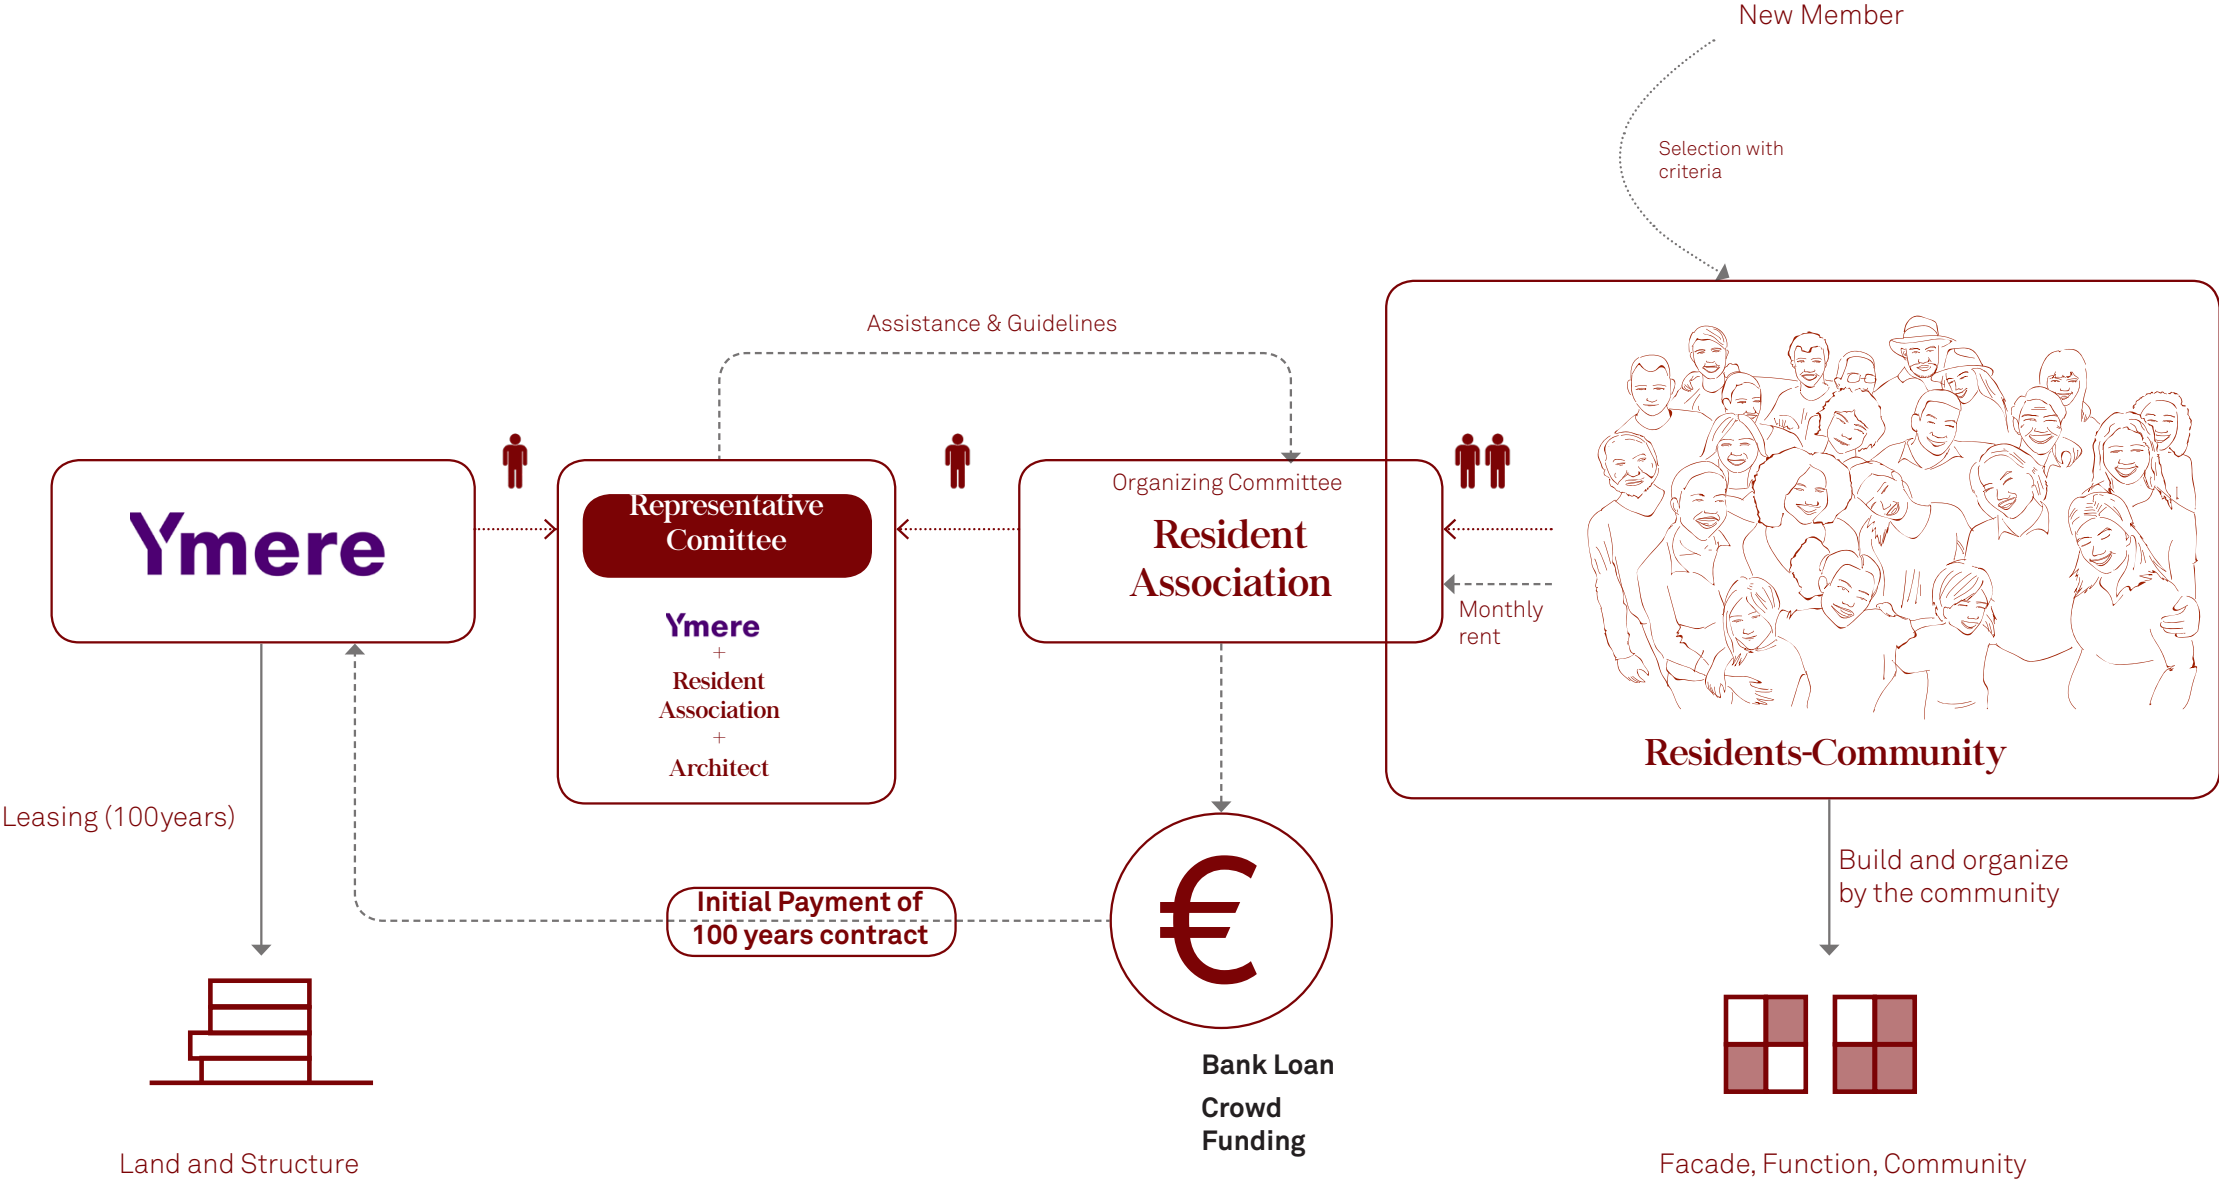 New Member
Selection with
criteria
Assistance & Guidelines
Ymere
Representative
Comittee
Ymere
+
Resident
Association
+
Architect
Organizing Committee
Resident
Association
Monthly
rent
Residents-Community
Leasing (100years)
Initial Payment of
100 years contract
€
Build and organize
by the community
Bank Loan
Crowd
Funding
Land and Structure
Facade, Function, Community